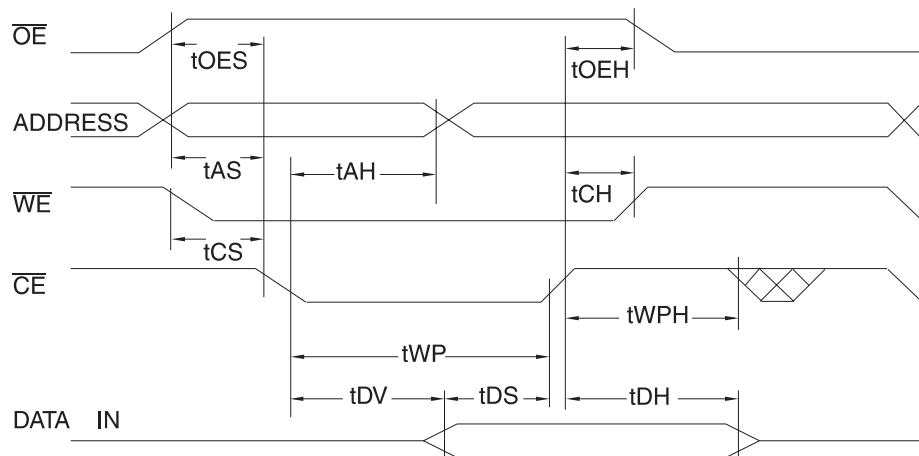 OE
tOES
tOEH
ADDRESS
tAS
tAH
WE
tCH
tCS
CE
tWPH
tWP
tDV
tDS
tDH
DATA IN